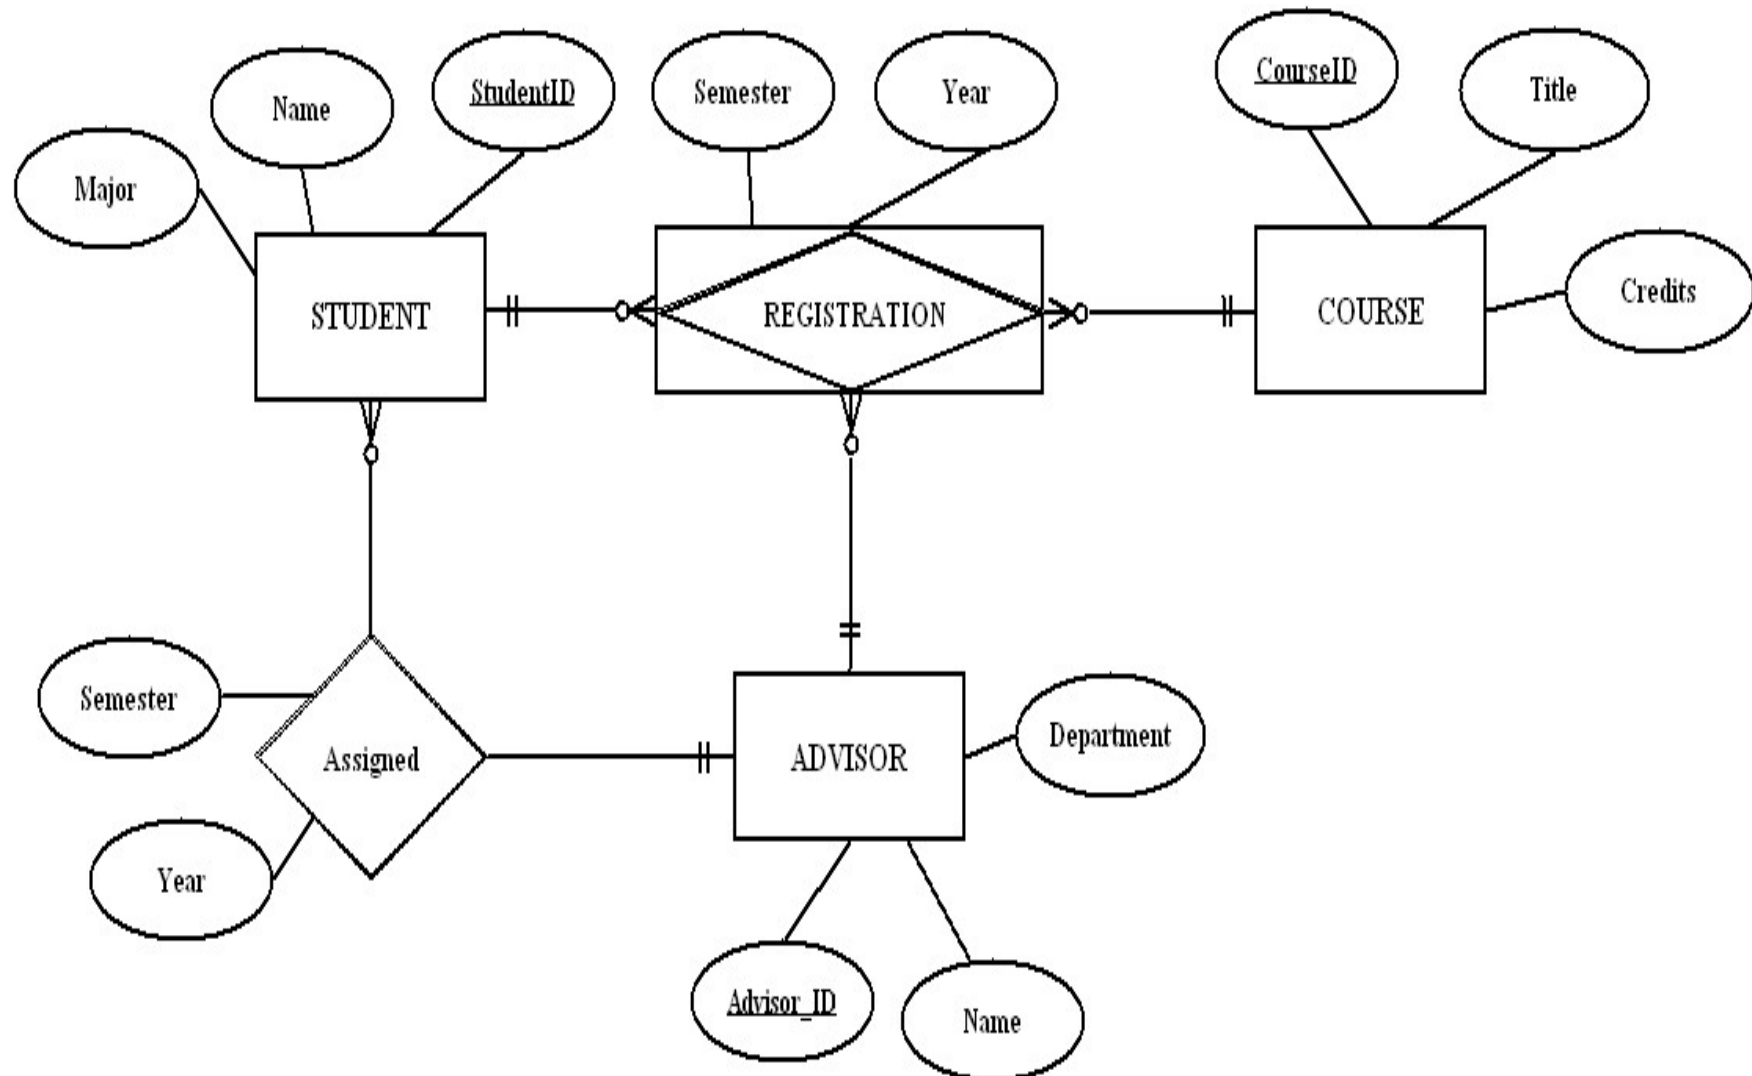 Name
StudentID
Semester
Year
CourseID
Title
Major
STUDENT
REGISTRATION
COURSE
Credits
Semester
Assigned
ADVISOR
Department
Year
Advisor_ID
Name